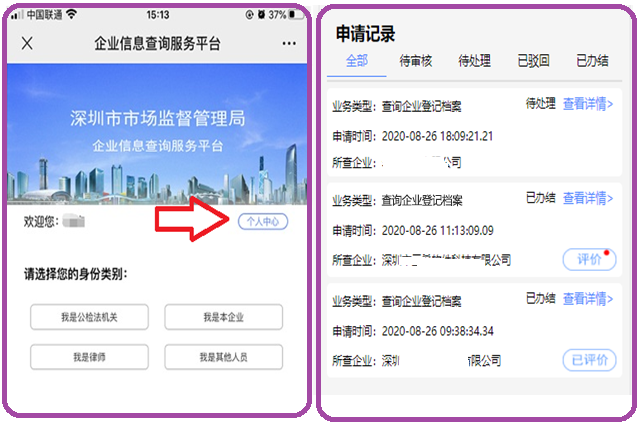 中国联通
15:13
37%
企业信息查询服务平台
深圳市市场监督管理局
企业信息查询服务平台
欢迎您：
个人中心
请选择您的身份类别：
我是公检法机关
我是本企业
我是律师
我是其他人员
申请记录
全部 待审核 待处理 已驳回 已办结
业务类型：查询企业登记档案 待处理 查看详情>
申请时间：2020-08-26 18:09:21.21
所查企业： 公司
业务类型：查询企业登记档案 已办结 查看详情>
申请时间：2020-08-26 11:13:09.09
所查企业：深圳 科技有限公司
评价
业务类型：查询企业登记档案 已办结 查看详情>
申请时间：2020-08-26 09:38:34.34
所查企业：深圳 限公司
已评价